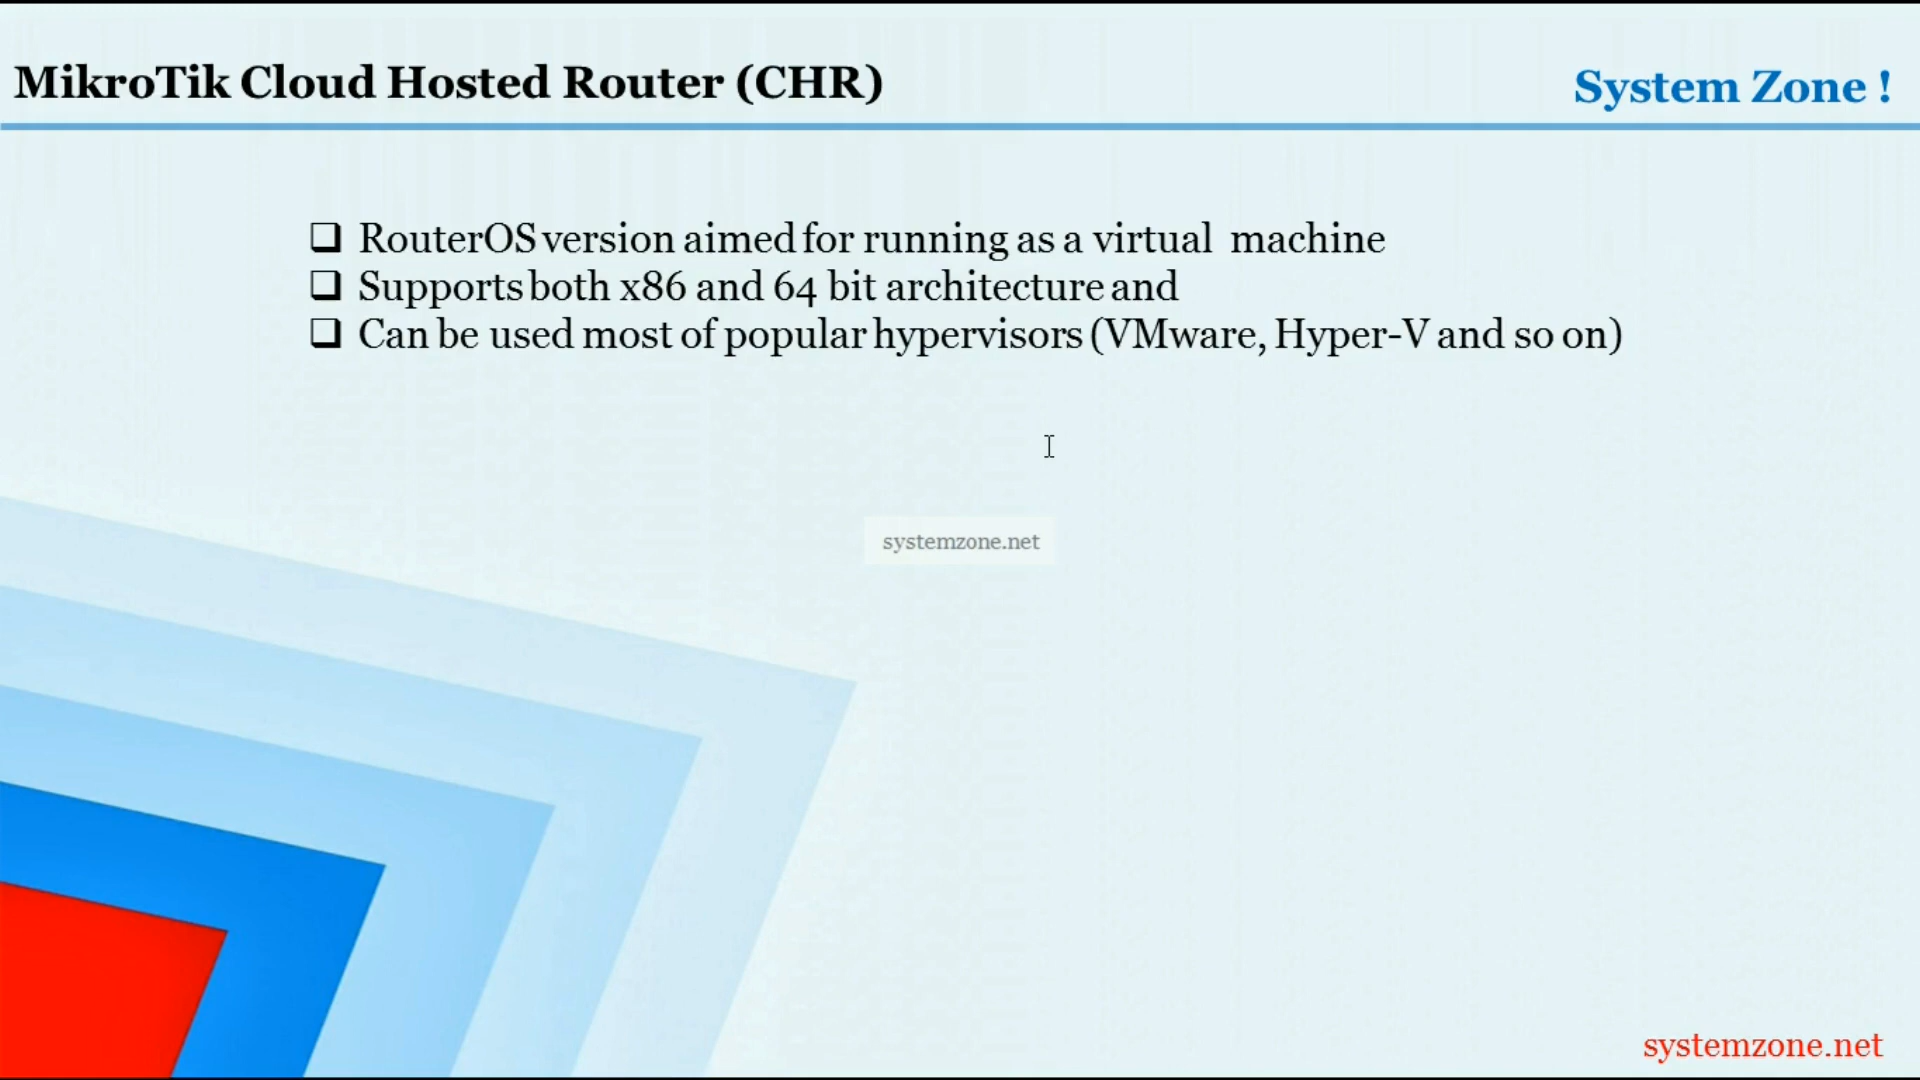 MikroTik Cloud Hosted Router (CHR)
System Zone !
❑ RouterOS version aimed for running as a virtual machine
❑ Supports both x86 and 64 bit architecture and
❑ Can be used most of popular hypervisors (VMware, Hyper-V and so on)
systemzone.net
systemzone.net